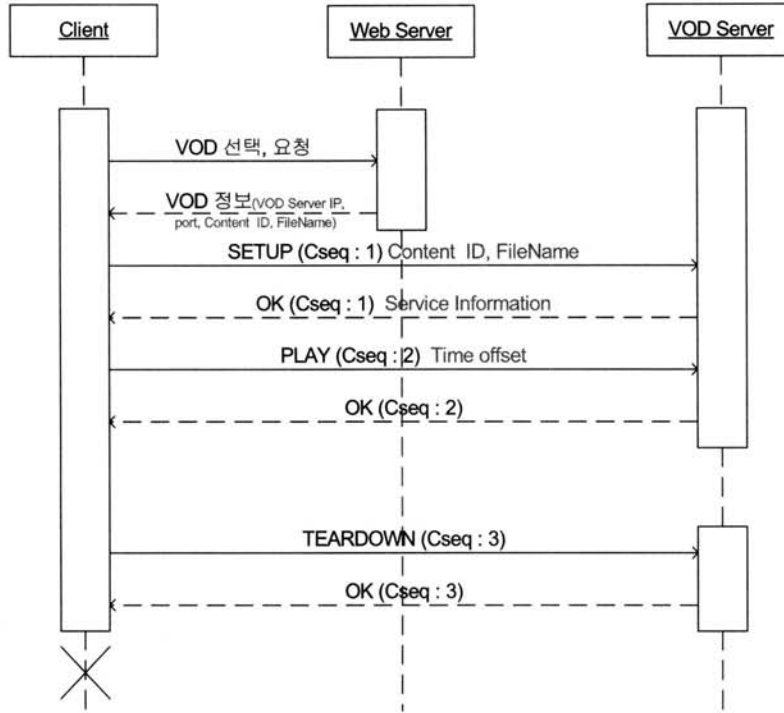 Client
Web Server
VOD Server
VOD 선택, 요청
VOD 정보(VOD Server IP,
port, Content ID, FileName)
SETUP (Cseq : 1) Content ID, FileName
OK (Cseq : 1) Service Information
PLAY (Cseq : 2) Time offset
OK (Cseq : 2)
TEARDOWN (Cseq : 3)
OK (Cseq : 3)